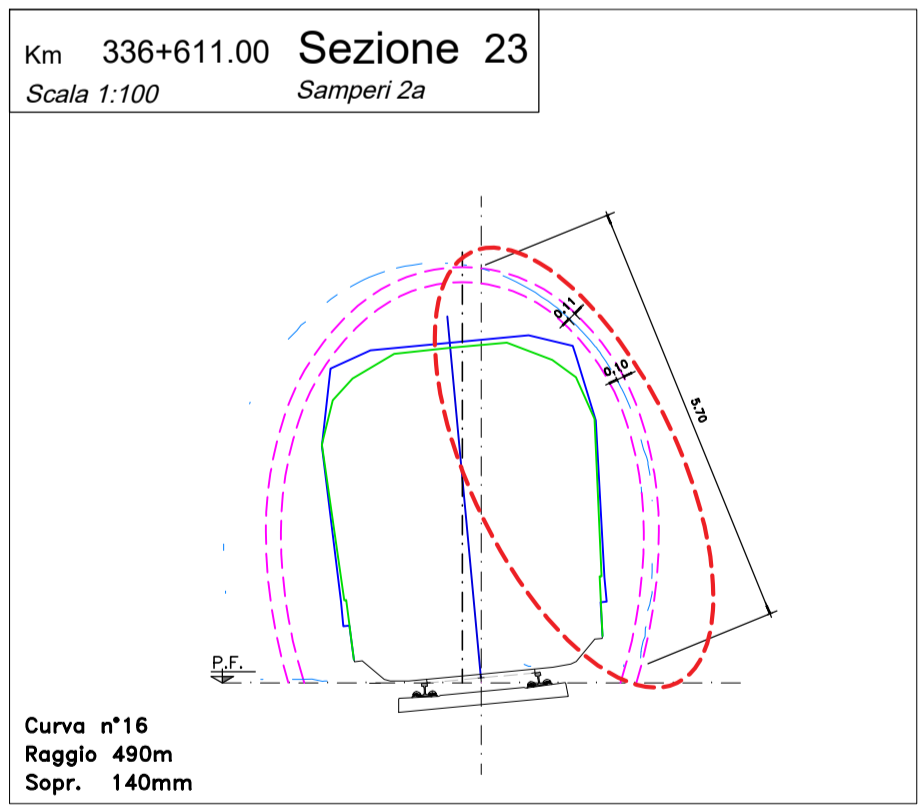 Km 336+611.00 Sezione 23
Scala 1:100 Samperi 2a
0.11
0.10
5.70
P.F.
Curva n°16
Raggio 490m
Sopr. 140mm